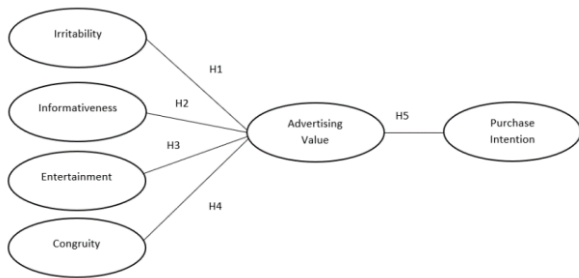 Irritability
H1
Informativeness
H2
Entertainment
H3
Congruity
H4
Advertising
Value
H5
Purchase
Intention